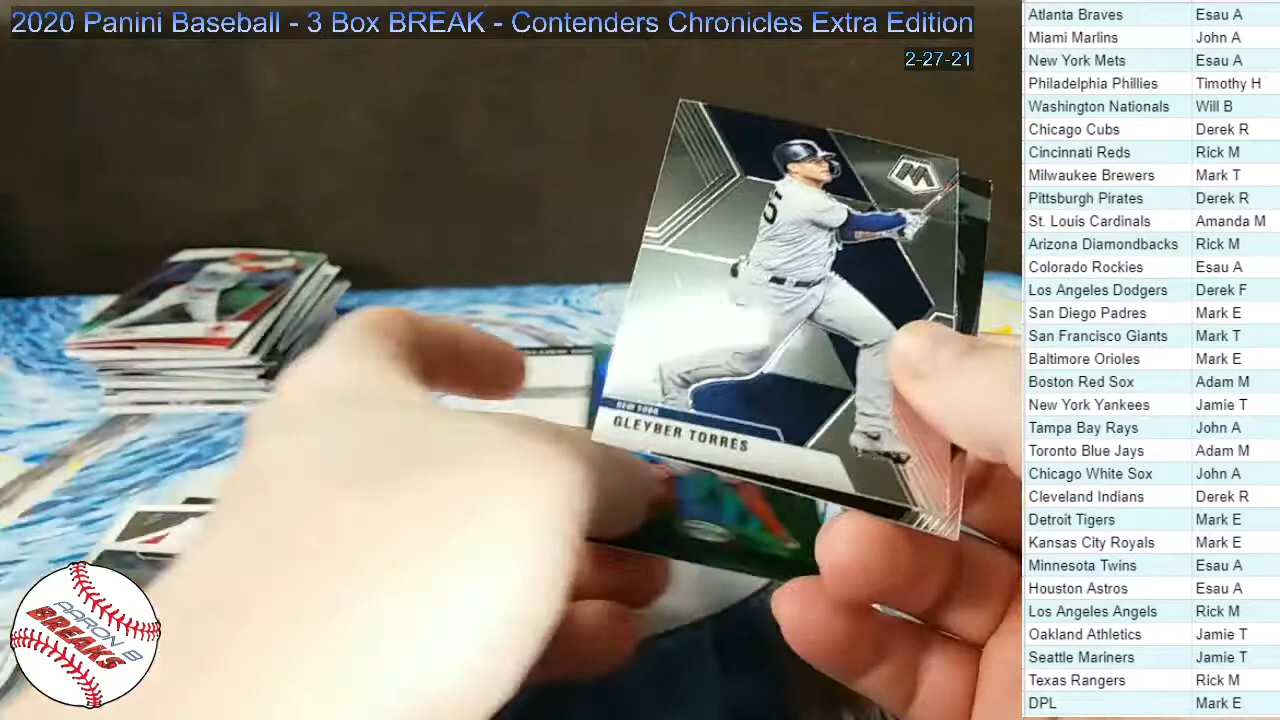 2020 Panini Baseball - 3 Box BREAK - Contenders Chronicles Extra Edition
2-27-21
Atlanta Braves Esau A
Miami Marlins John A
New York Mets Esau A
Philadelphia Phillies Timothy H
Washington Nationals Will B
Chicago Cubs Derek R
Cincinnati Reds Rick M
Milwaukee Brewers Mark T
Pittsburgh Pirates Derek R
St. Louis Cardinals Amanda M
Arizona Diamondbacks Rick M
Colorado Rockies Esau A
Los Angeles Dodgers Derek F
San Diego Padres Mark E
San Francisco Giants Mark T
Baltimore Orioles Mark E
Boston Red Sox Adam M
New York Yankees Jamie T
Tampa Bay Rays John A
Toronto Blue Jays Adam M
Chicago White Sox John A
Cleveland Indians Derek R
Detroit Tigers Mark E
Kansas City Royals Mark E
Minnesota Twins Esau A
Houston Astros Esau A
Los Angeles Angels Rick M
Oakland Athletics Jamie T
Seattle Mariners Jamie T
Texas Rangers Rick M
DPL Mark E
M
5
NEW YORK
GLEYBER TORRES
AARON B
BREAKS